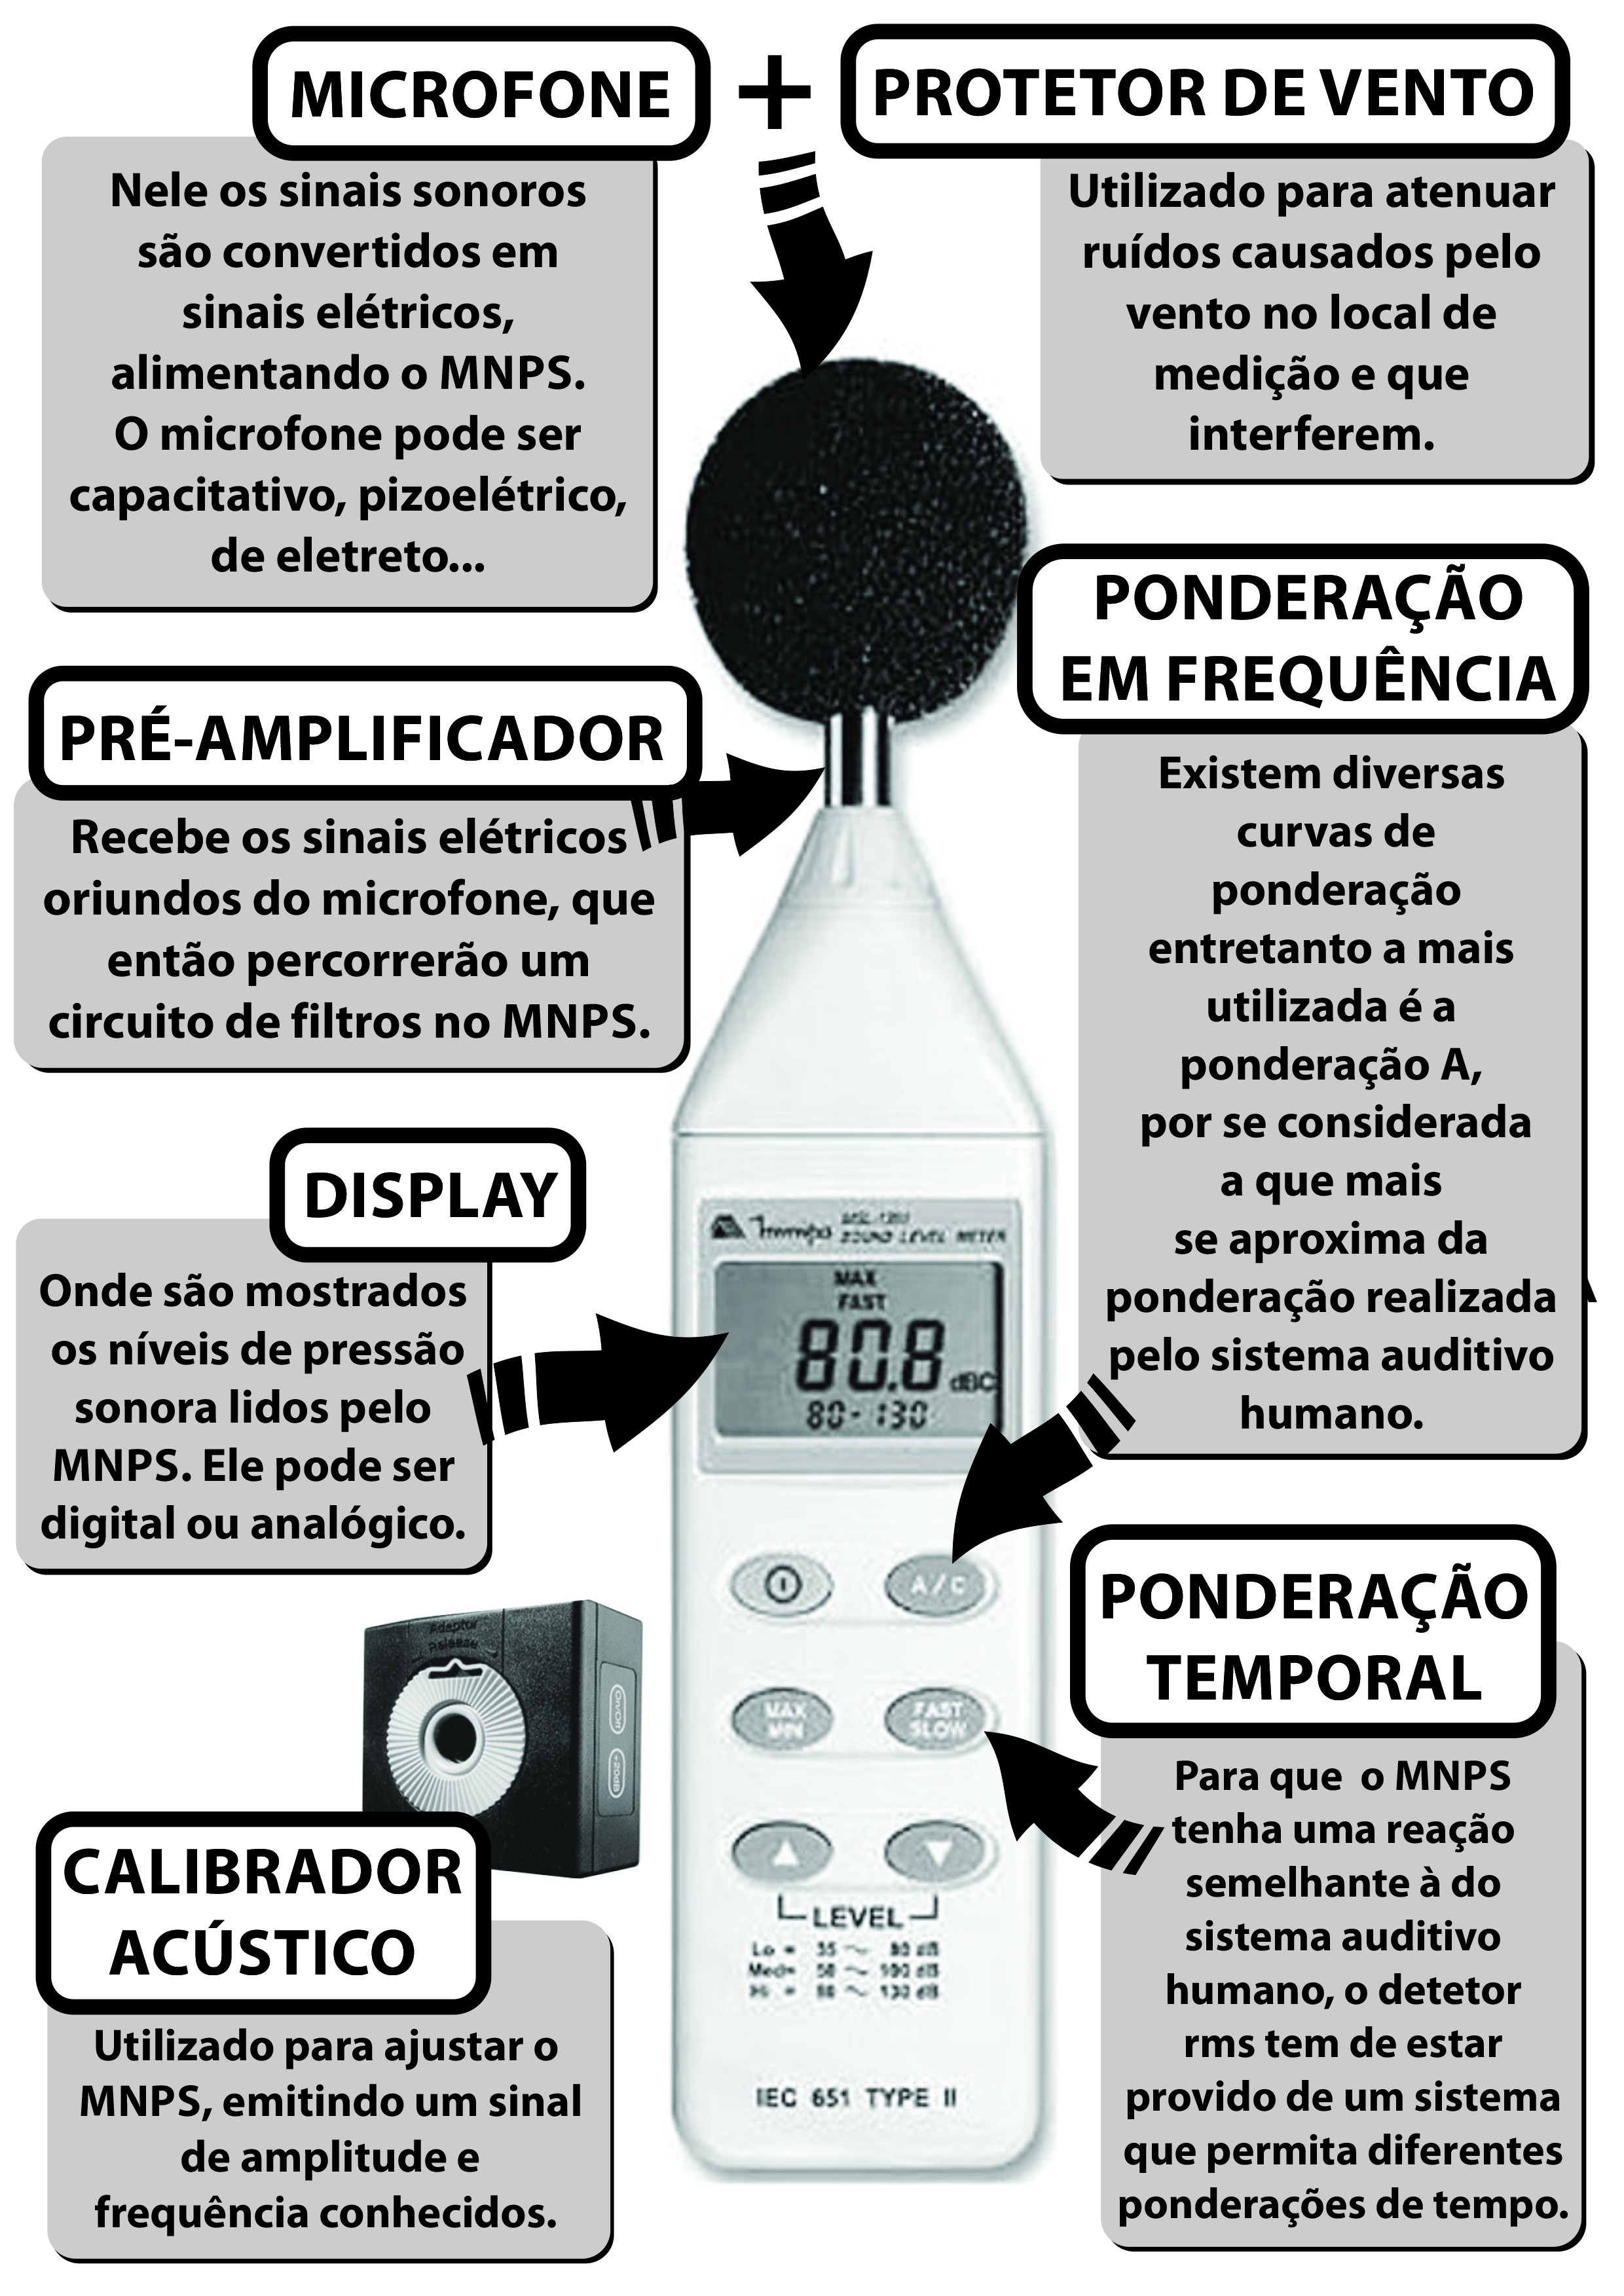 MICROFONE
+
PROTETOR DE VENTO
Nele os sinais sonoros
são convertidos em
sinais elétricos,
alimentando o MNPS.
O microfone pode ser
capacitativo, pizoelétrico,
de eletreto...
Utilizado para atenuar
ruídos causados pelo
vento no local de
medição e que
interferem.
PRÉ-AMPLIFICADOR
Recebe os sinais elétricos
oriundos do microfone, que
então percorrerão um
circuito de filtros no MNPS.
PONDERAÇÃO
EM FREQUÊNCIA
Existem diversas
curvas de
ponderação
entretanto a mais
utilizada é a
ponderação A,
por se considerada
a que mais
se aproxima da
ponderação realizada
pelo sistema auditivo
humano.
DISPLAY
Onde são mostrados
os níveis de pressão
sonora lidos pelo
MNPS. Ele pode ser
digital ou analógico.
SOUND LEVEL METER
MAX
FAST
80.8 dBC
80-130
A/C
MAX
MIN
FAST
SLOW
LEVEL
Lo = 35 ~ 80 dB
Med= 50 ~ 100 dB
Hi = 80 ~ 130 dB
IEC 651 TYPE II
Adaptor
Release
On/Off
+20dB
CALIBRADOR
ACÚSTICO
Utilizado para ajustar o
MNPS, emitindo um sinal
de amplitude e
frequência conhecidos.
PONDERAÇÃO
TEMPORAL
Para que o MNPS
tenha uma reação
semelhante à do
sistema auditivo
humano, o detetor
rms tem de estar
provido de um sistema
que permita diferentes
ponderações de tempo.